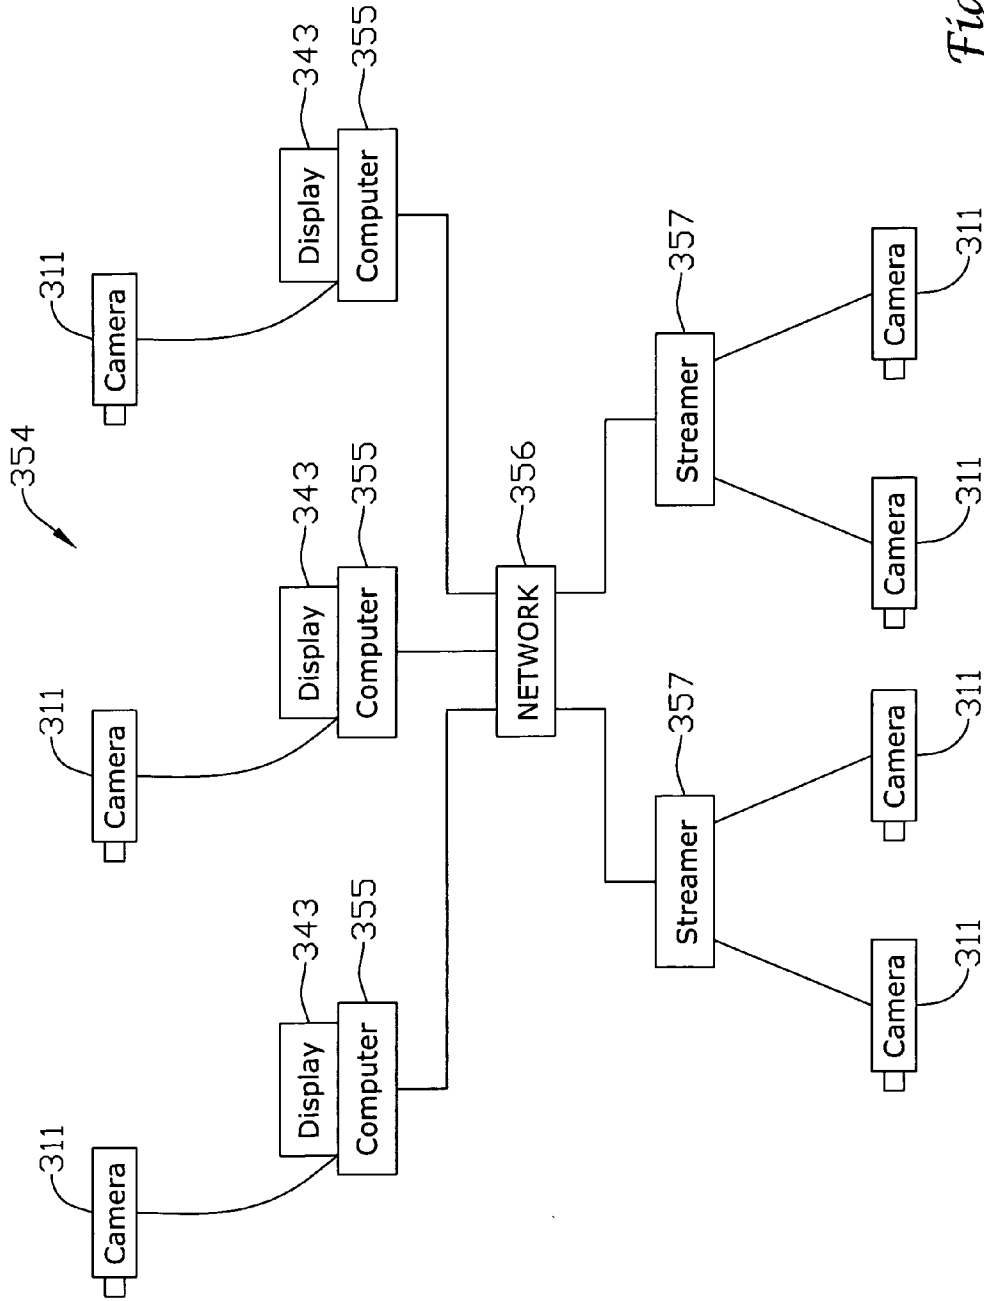 354
311 311 311
Camera Camera Camera
Display 343 Display 343 Display 343
Computer 355 Computer 355 Computer 355
NETWORK 356
Streamer 357 Streamer 357
Camera Camera Camera Camera
311 311 311 311